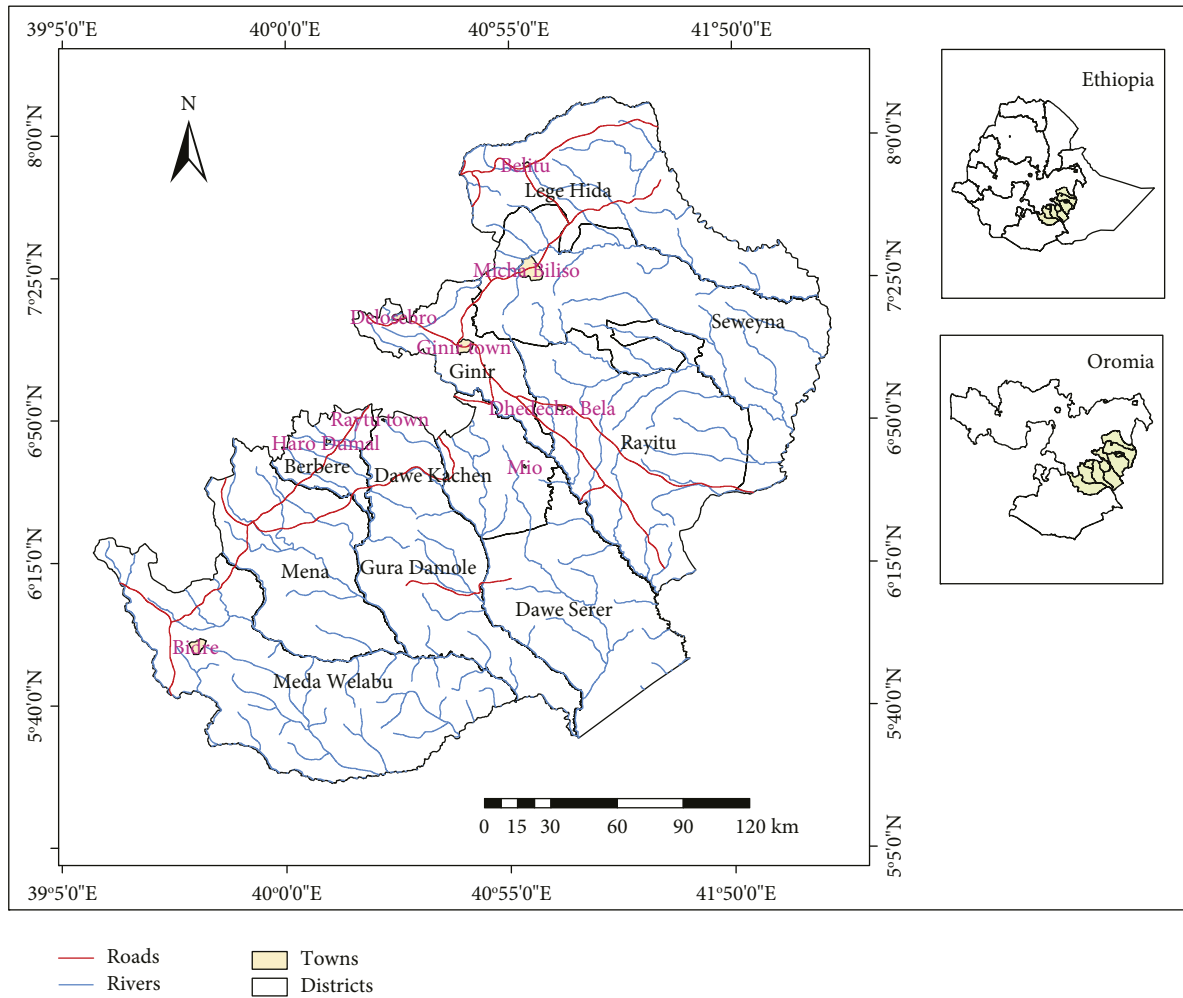 39°5'0"E 40°0'0"E 40°55'0"E 41°50'0"E
Ethiopia
N
8°0'0"N
8°0'0"N
Belitu
Lege Hida
Micha Biliso
7°25'0"N
7°25'0"N
Delosebro
Seweyna
Ginir town
Oromia
Ginir
Dhedecha Bela
6°50'0"N
6°50'0"N
Raytu town
Haro Dumal
Rayitu
Berbere
Dawe Kachen
Mio
6°15'0"N
6°15'0"N
Mena
Gura Damole
Dawe Serer
Bidre
Meda Welabu
5°40'0"N
5°40'0"N
0 15 30 60 90 120 km
5°5'0"N
39°5'0"E 40°0'0"E 40°55'0"E 41°50'0"E
Roads
Towns
Rivers
Districts